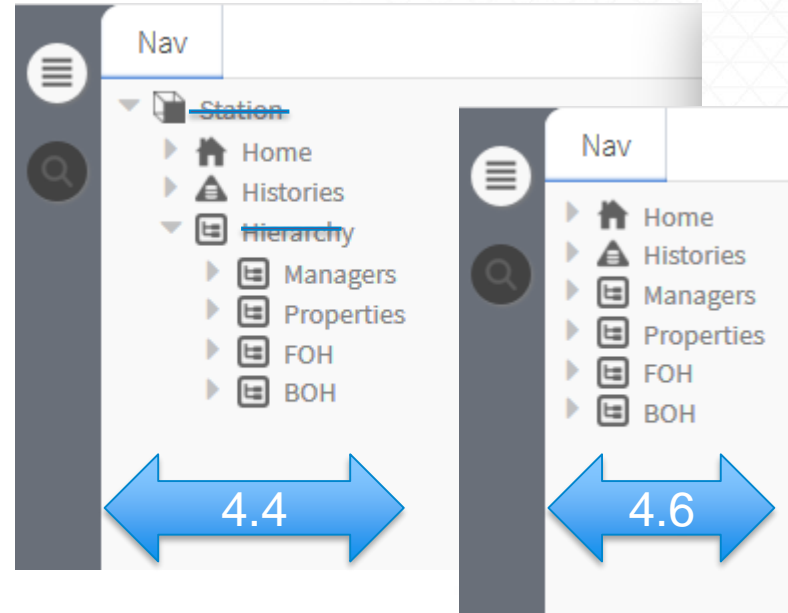 Nav
Station
Home
Histories
Hierarchy
Managers
Properties
FOH
BOH
4.4
Nav
Home
Histories
Managers
Properties
FOH
BOH
4.6